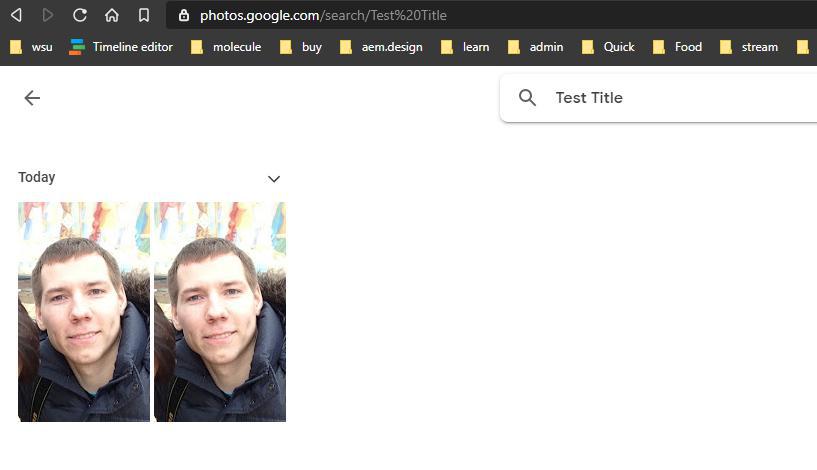 photos.google.com/search/Test%20Title
wsu Timeline editor molecule buy aem.design learn admin Quick Food stream
Test Title
Today